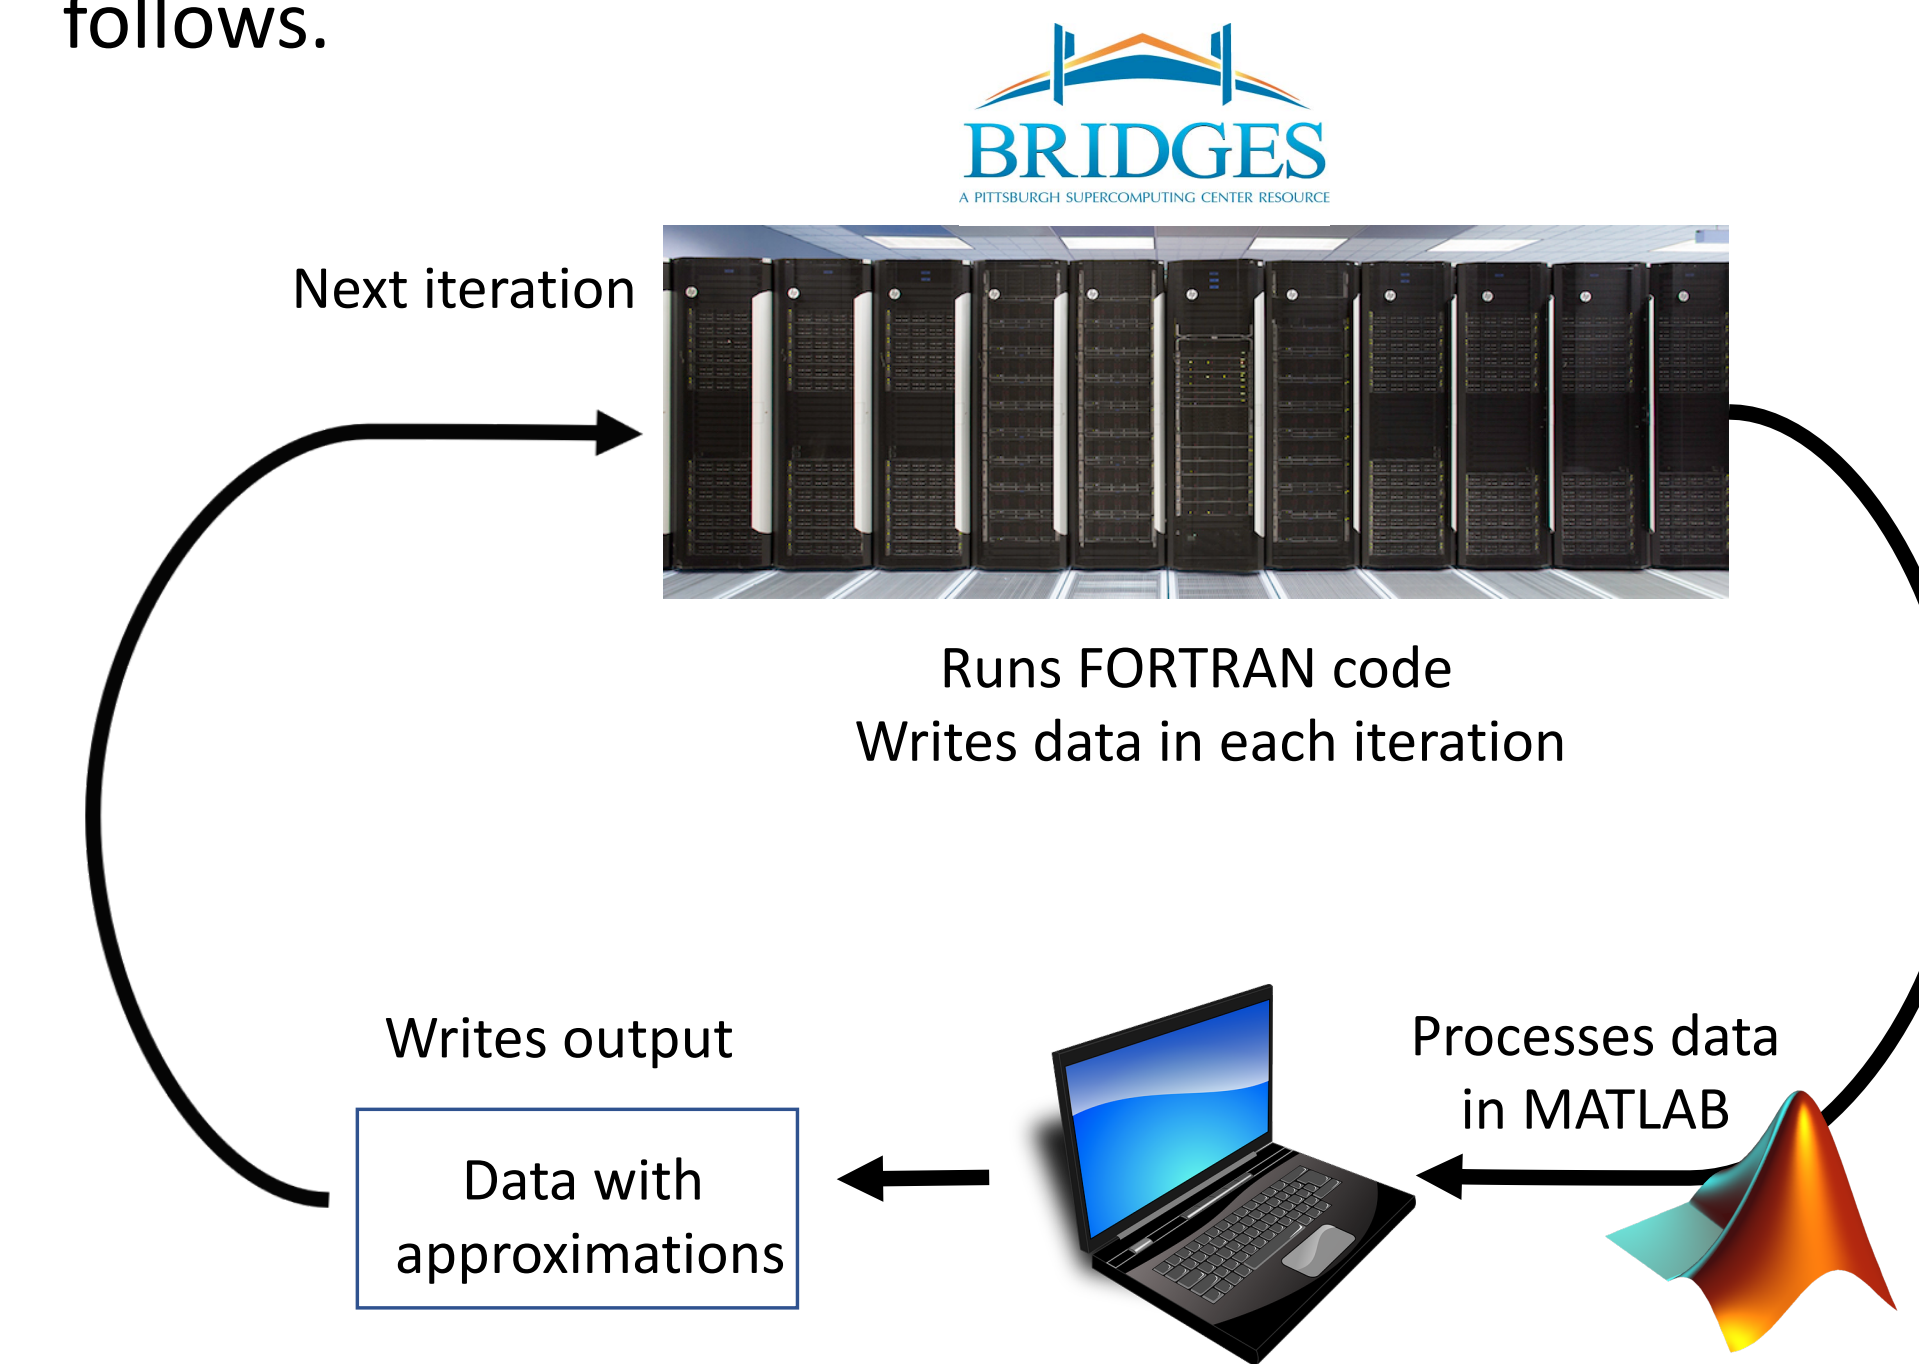 follows.
BRIDGES
A PITTSBURGH SUPERCOMPUTING CENTER RESOURCE
Next iteration
Runs FORTRAN code
Writes data in each iteration
Writes output
Processes data
in MATLAB
Data with
approximations